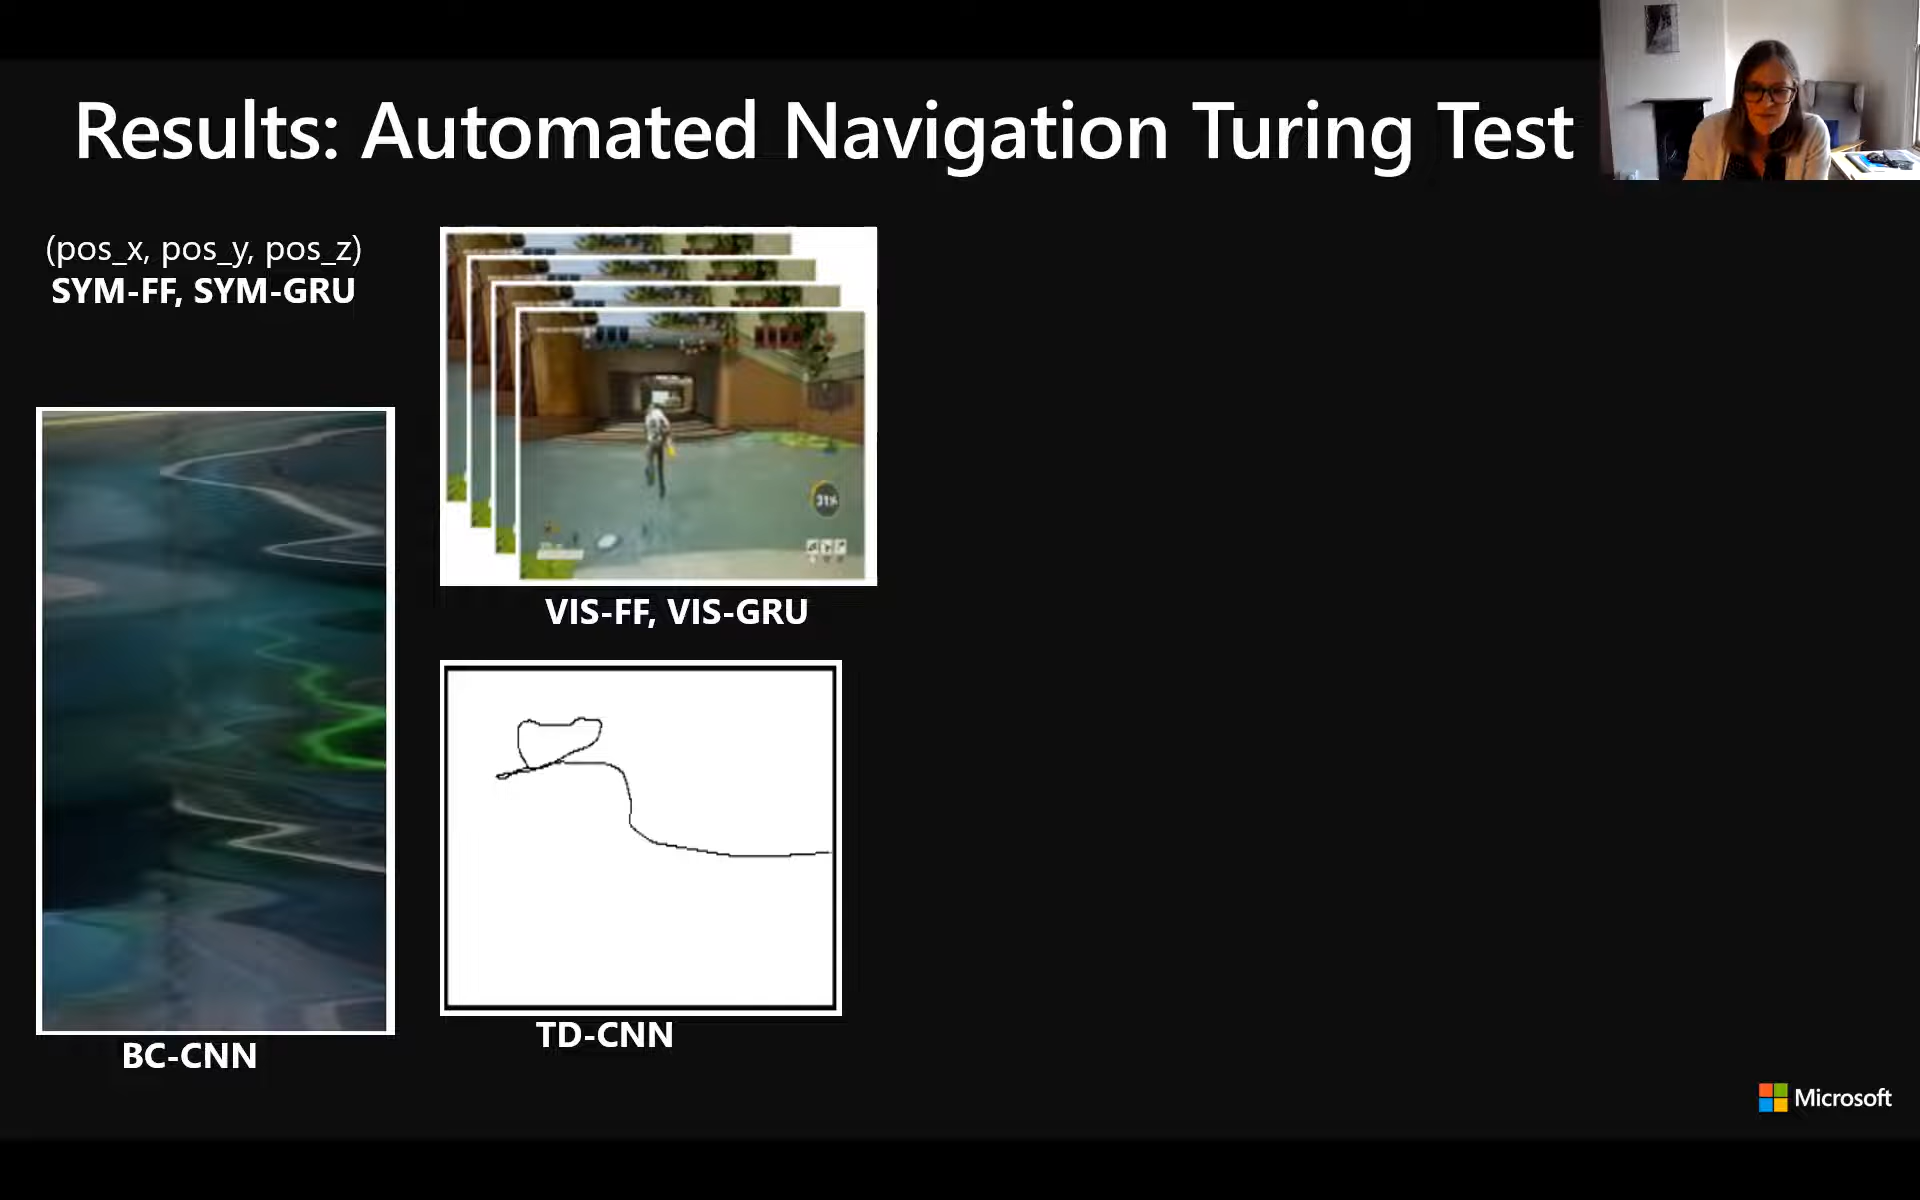 Results: Automated Navigation Turing Test
(pos_x, pos_y, pos_z)
SYM-FF, SYM-GRU
31%
VIS-FF, VIS-GRU
TD-CNN
BC-CNN
Microsoft